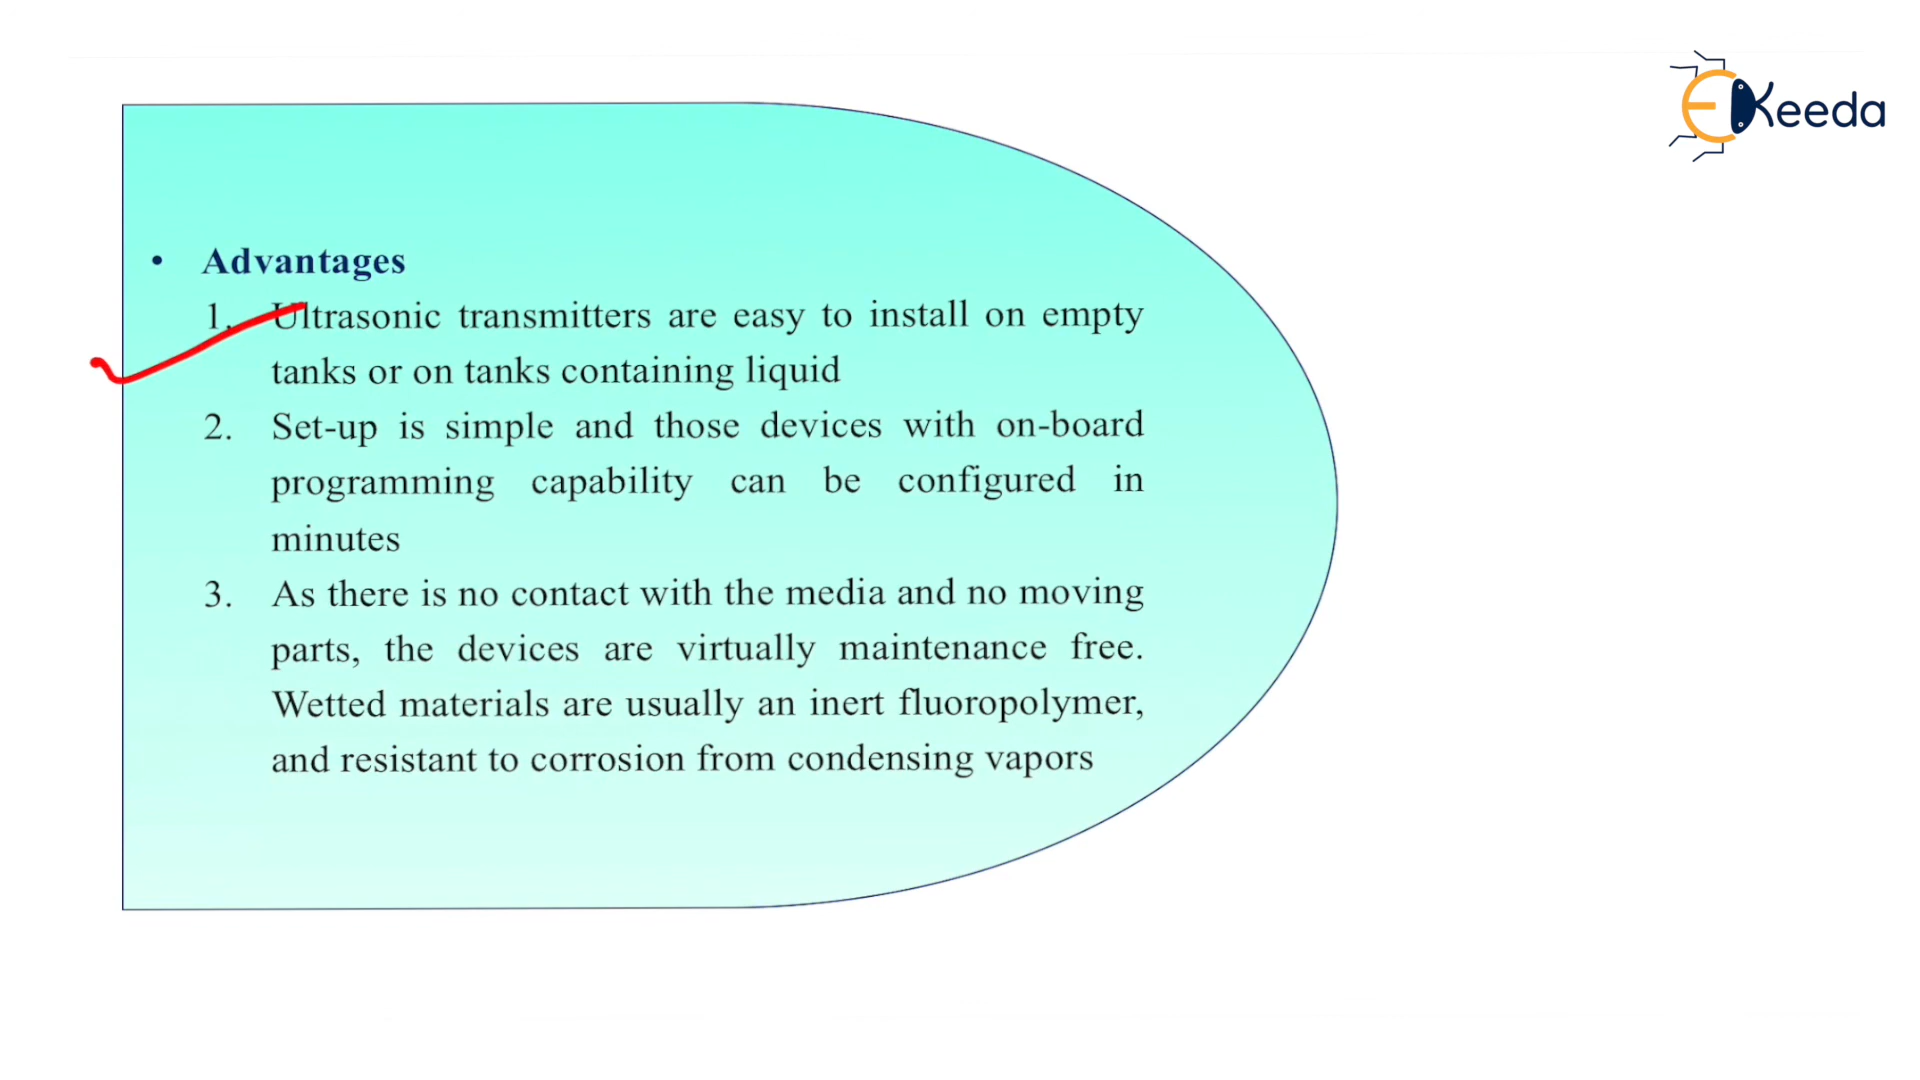 EKeeda
• Advantages
1. Ultrasonic transmitters are easy to install on empty
tanks or on tanks containing liquid
2. Set-up is simple and those devices with on-board
programming capability can be configured in
minutes
3. As there is no contact with the media and no moving
parts, the devices are virtually maintenance free.
Wetted materials are usually an inert fluoropolymer,
and resistant to corrosion from condensing vapors